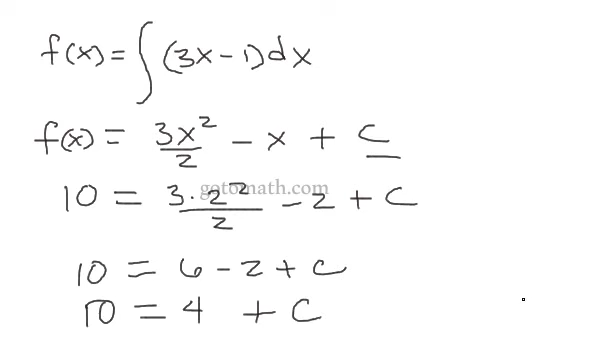 f(x) = ∫ (3x - 1) dx
f(x) = 3x²/2 - x + C
gotomath.com
10 = 3·2²/2 - 2 + C
10 = 6 - 2 + C
10 = 4 + C